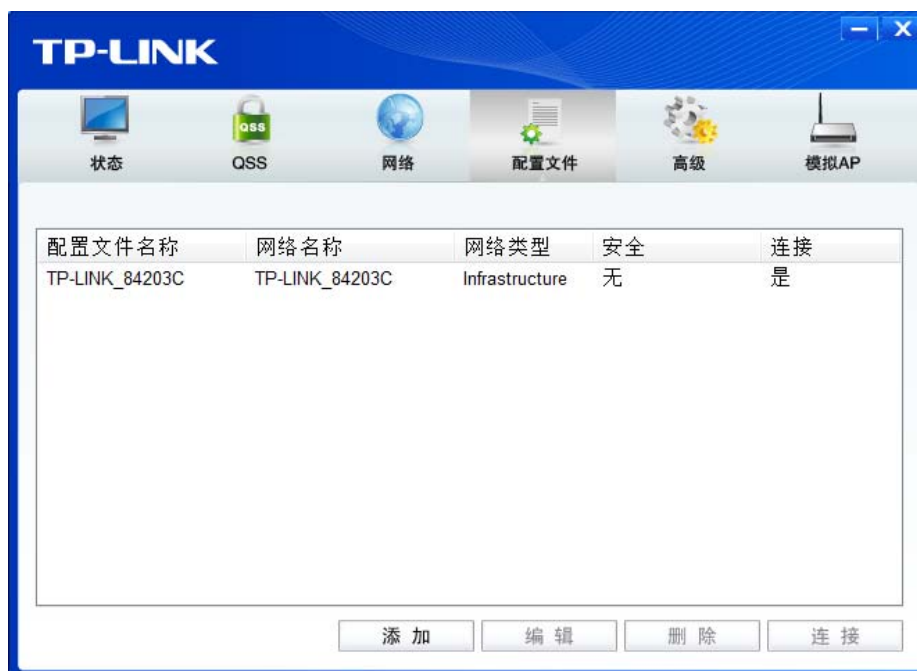 TP-LINK
QSS
状态 QSS 网络 配置文件 高级 模拟AP
配置文件名称 网络名称 网络类型 安全 连接
TP-LINK_84203C TP-LINK_84203C Infrastructure 无 是
添加 编辑 删除 连接